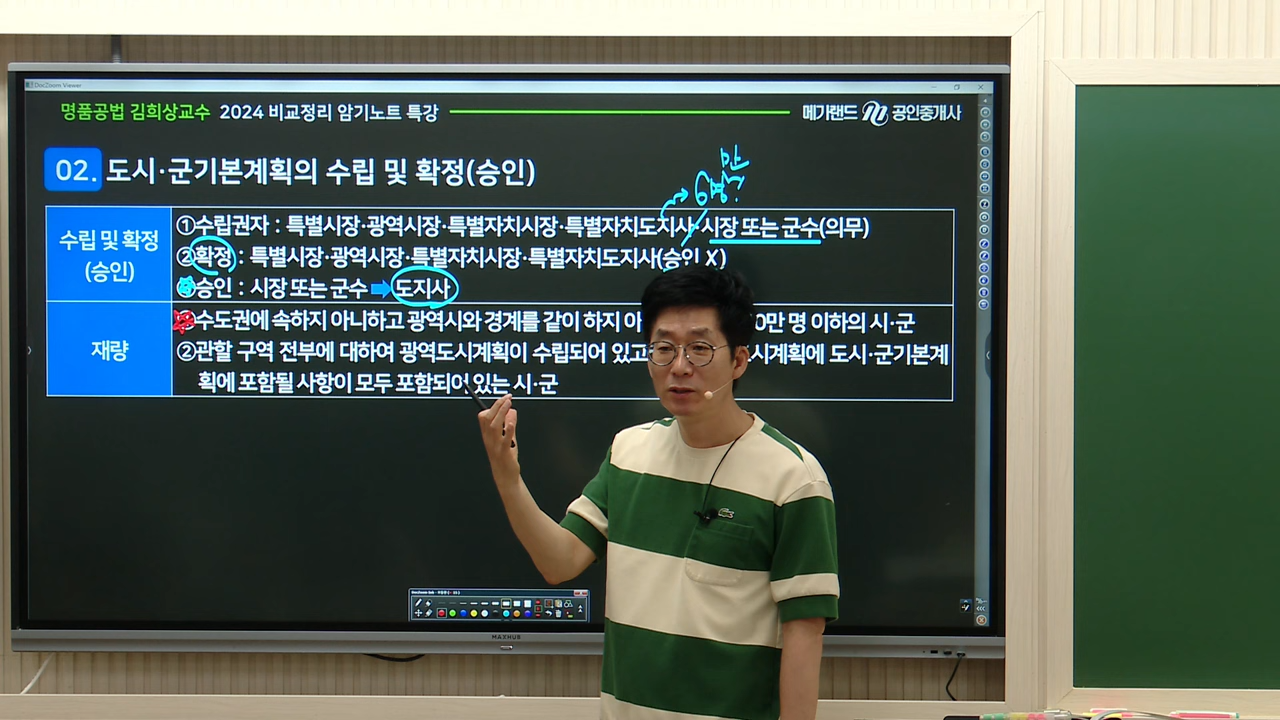 DocZoom Viewer
명품공법 김희상교수 2024 비교정리 암기노트 특강
메가랜드 공인중개사
02. 도시·군기본계획의 수립 및 확정(승인)
만
6명
수립 및 확정
(승인)
①수립권자 : 특별시장·광역시장·특별자치시장·특별자치도지사·시장 또는 군수(의무)
②확정 : 특별시장·광역시장·특별자치시장·특별자치도지사(승인 X)
승인 : 시장 또는 군수 ➡ 도지사
재량
수도권에 속하지 아니하고 광역시와 경계를 같이 하지 아 0만 명 이하의 시·군
②관할 구역 전부에 대하여 광역도시계획이 수립되어 있고 시계획에 도시·군기본계
획에 포함될 사항이 모두 포함되어 있는 시·군
MAXHUB